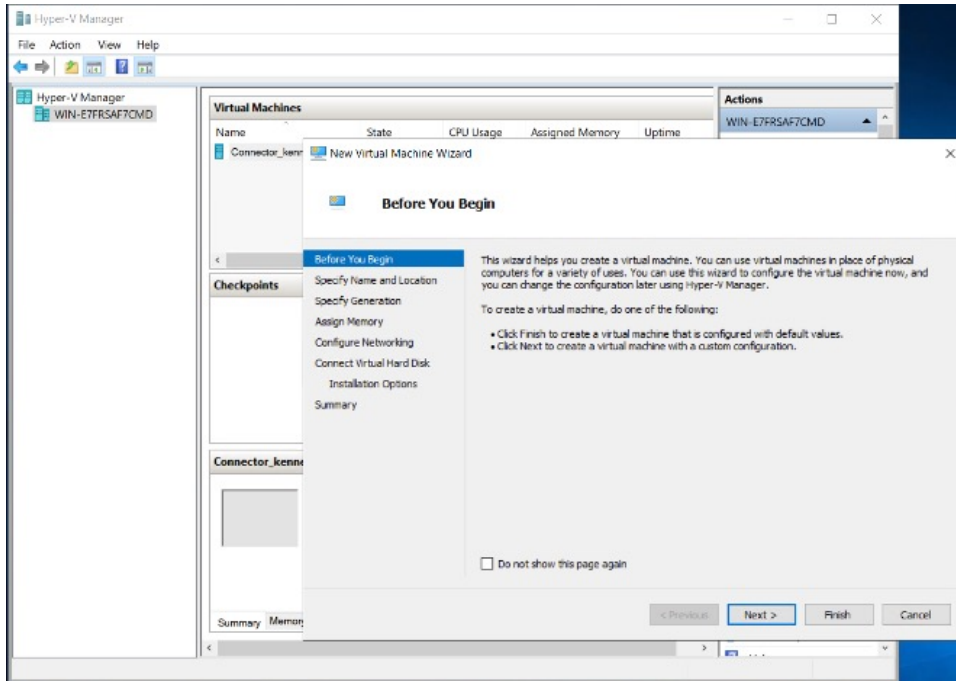 Hyper-V Manager
File Action View Help
Hyper-V Manager
WIN-E7FRSAF7CMD
Virtual Machines
Name State CPU Usage Assigned Memory Uptime
Checkpoints
Summary
Actions
WIN-E7FRSAF7CMD
New Virtual Machine Wizard
Before You Begin
Before You Begin
Specify Name and Location
Specify Generation
Assign Memory
Configure Networking
Connect Virtual Hard Disk
Installation Options
Summary
This wizard helps you create a virtual machine. You can use virtual machines in place of physical
computers for a variety of uses. You can use this wizard to configure the virtual machine now, and
you can change the configuration later using Hyper-V Manager.
To create a virtual machine, do one of the following:
• Click Finish to create a virtual machine that is configured with default values.
• Click Next to create a virtual machine with a custom configuration.
Do not show this page again
< Previous Next > Finish Cancel